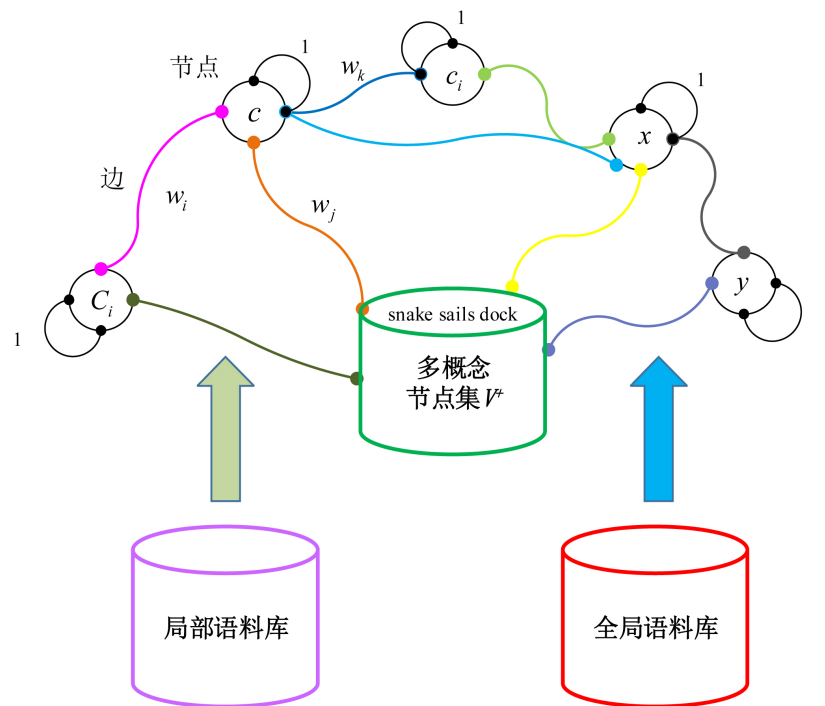 1
1
节点
w_k
c_i
1
c
x
边
w_i
w_j
C_i
y
snake sails dock
1
多概念
节点集V⁺
局部语料库
全局语料库